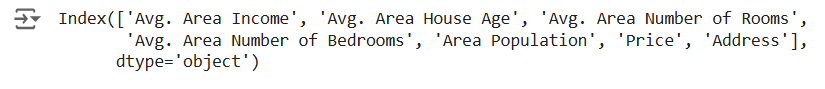 Index(['Avg. Area Income', 'Avg. Area House Age', 'Avg. Area Number of Rooms',
'Avg. Area Number of Bedrooms', 'Area Population', 'Price', 'Address'],
dtype='object')